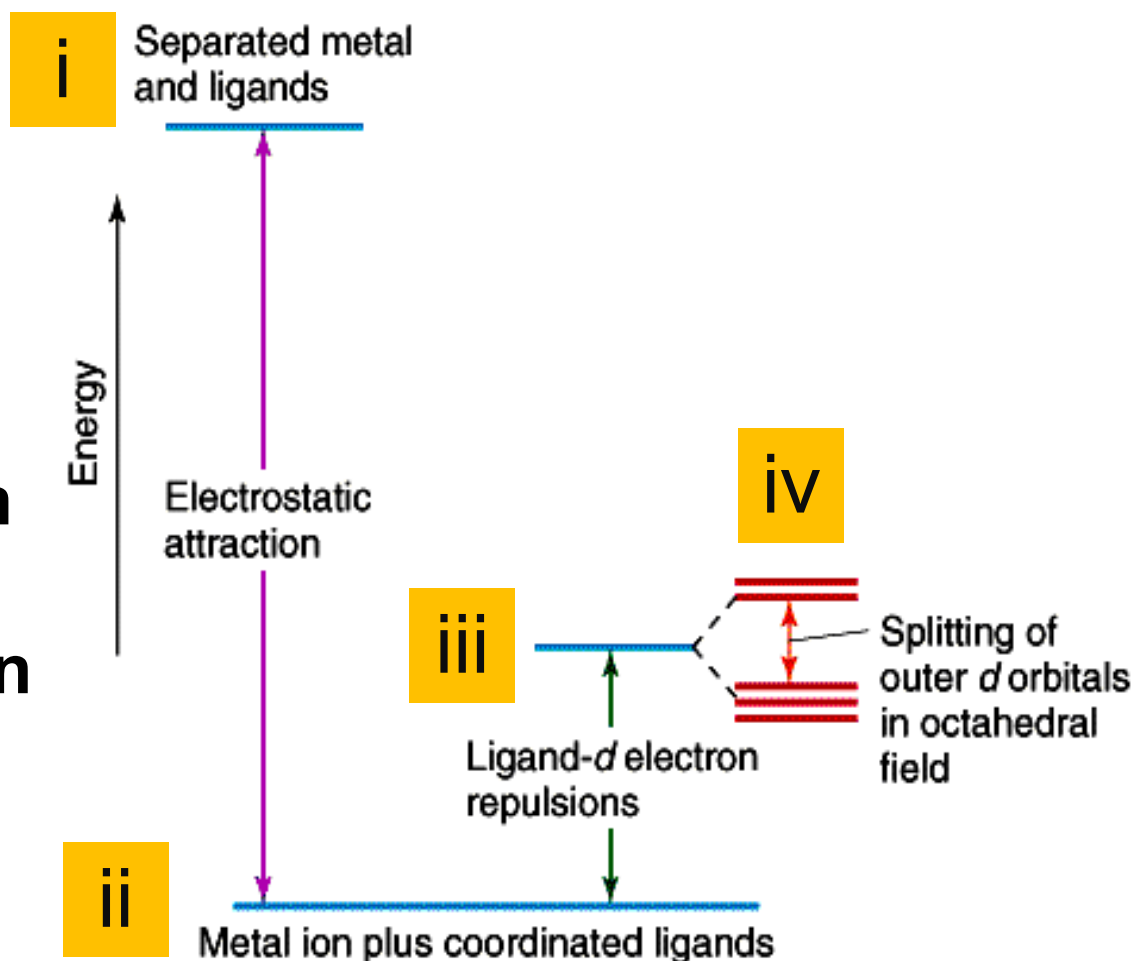 i
Separated metal
and ligands
Energy
n
n
Electrostatic
attraction
iv
iii
Splitting of
outer d orbitals
in octahedral
field
Ligand-d electron
repulsions
ii
Metal ion plus coordinated ligands